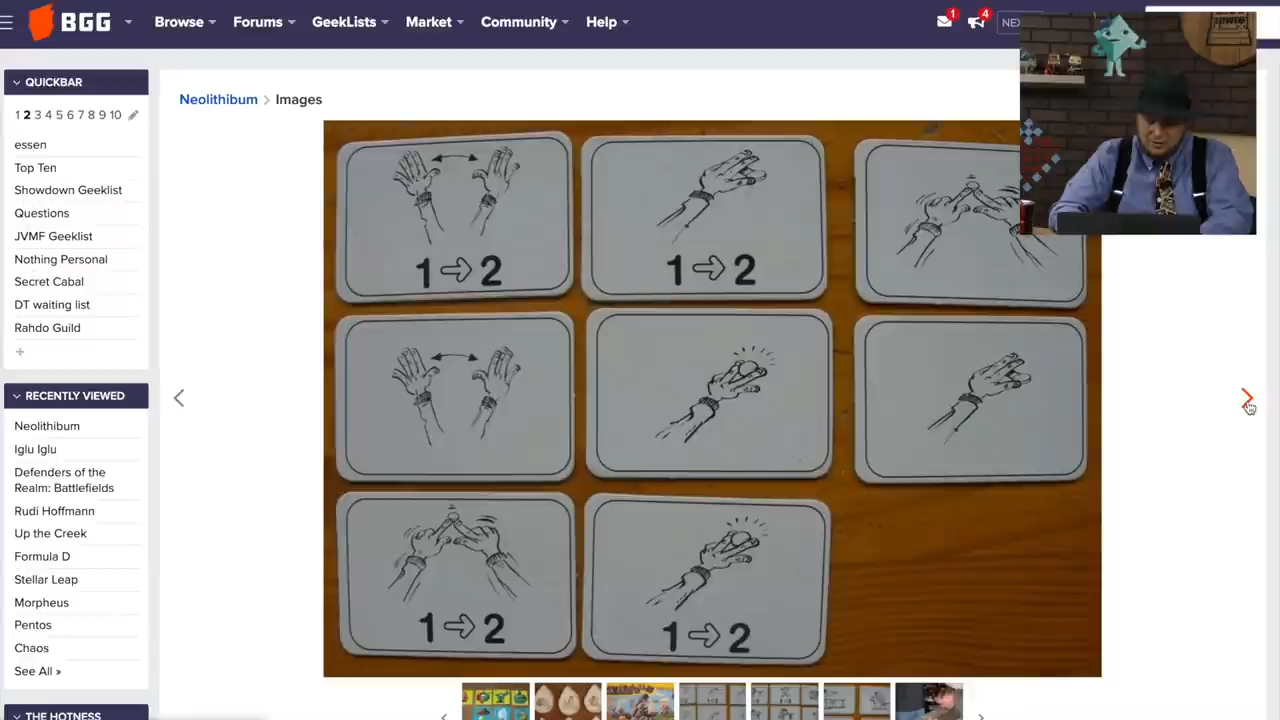 BGG
Browse
Forums
GeekLists
Market
Community
Help
1
4
QUICKBAR
1 2 3 4 5 6 7 8 9 10
essen
Top Ten
Showdown Geeklist
Questions
JVMF Geeklist
Nothing Personal
Secret Cabal
DT waiting list
Rahdo Guild
+
RECENTLY VIEWED
Neolithibum
Iglu Iglu
Defenders of the
Realm: Battlefields
Rudi Hoffmann
Up the Creek
Formula D
Stellar Leap
Morpheus
Pentos
Chaos
See All »
THE HOTNESS
Neolithibum > Images
1 ⇨ 2
1 ⇨ 2
1 ⇨ 2
1 ⇨ 2